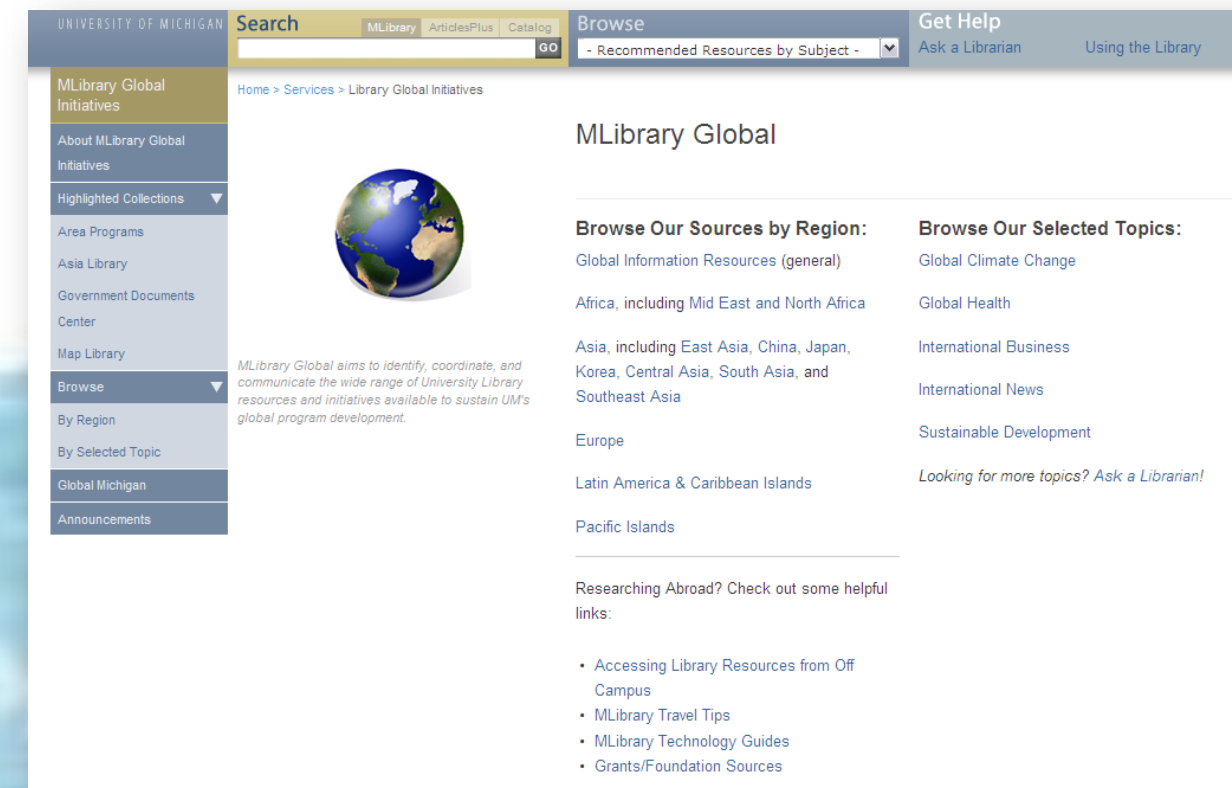 UNIVERSITY OF MICHIGAN
Search
MLibrary ArticlesPlus Catalog
GO
Browse
- Recommended Resources by Subject -
Get Help
Ask a Librarian Using the Library
MLibrary Global
Initiatives
About MLibrary Global
Initiatives
Highlighted Collections
Area Programs
Asia Library
Government Documents
Center
Map Library
Browse
By Region
By Selected Topic
Global Michigan
Announcements
Home > Services > Library Global Initiatives
MLibrary Global aims to identify, coordinate, and
communicate the wide range of University Library
resources and initiatives available to sustain UM's
global program development.
MLibrary Global
Browse Our Sources by Region:
Global Information Resources (general)
Africa, including Mid East and North Africa
Asia, including East Asia, China, Japan,
Korea, Central Asia, South Asia, and
Southeast Asia
Europe
Latin America & Caribbean Islands
Pacific Islands
Researching Abroad? Check out some helpful
links:
• Accessing Library Resources from Off
Campus
• MLibrary Travel Tips
• MLibrary Technology Guides
• Grants/Foundation Sources
Browse Our Selected Topics:
Global Climate Change
Global Health
International Business
International News
Sustainable Development
Looking for more topics? Ask a Librarian!